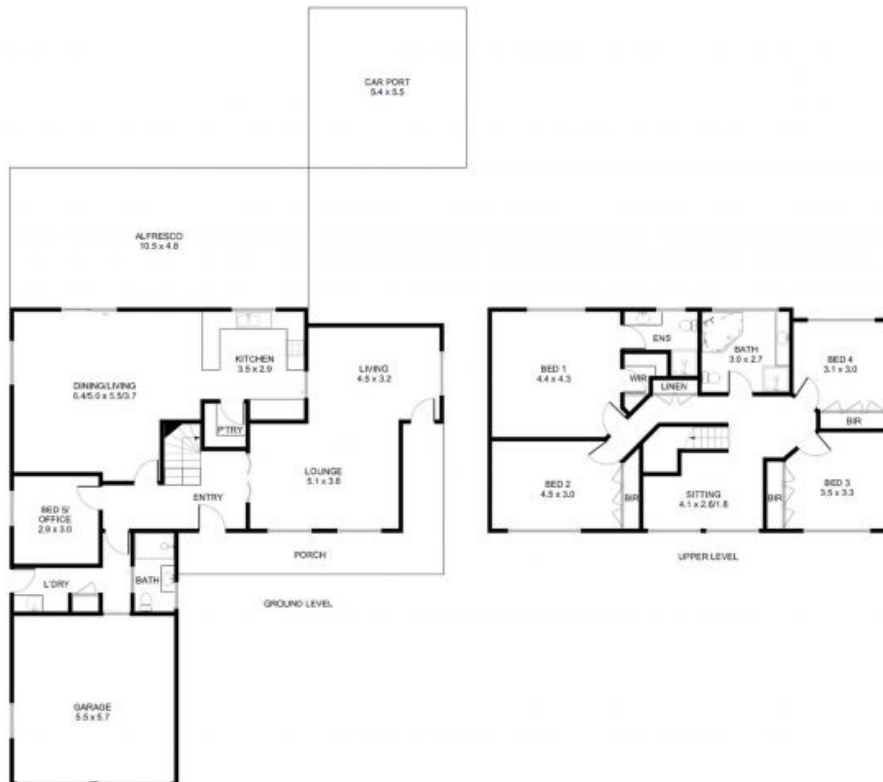 CAR PORT
5.4 x 5.5
ALFRESCO
10.5 x 4.8
KITCHEN
3.5 x 2.9
LIVING
4.5 x 3.2
DINING/LIVING
6.4/5.0 x 5.5/3.7
P'TRY
LOUNGE
5.1 x 3.6
ENTRY
BED 5/
OFFICE
2.9 x 3.0
PORCH
L'DRY
BATH
GROUND LEVEL
GARAGE
5.5 x 5.7
BED 1
4.4 x 4.3
ENS
BATH
3.0 x 2.7
BED 4
3.1 x 3.0
WIR
LINEN
BIR
BED 2
4.5 x 3.0
BIR
SITTING
4.1 x 2.6/1.8
BIR
BED 3
3.5 x 3.3
UPPER LEVEL